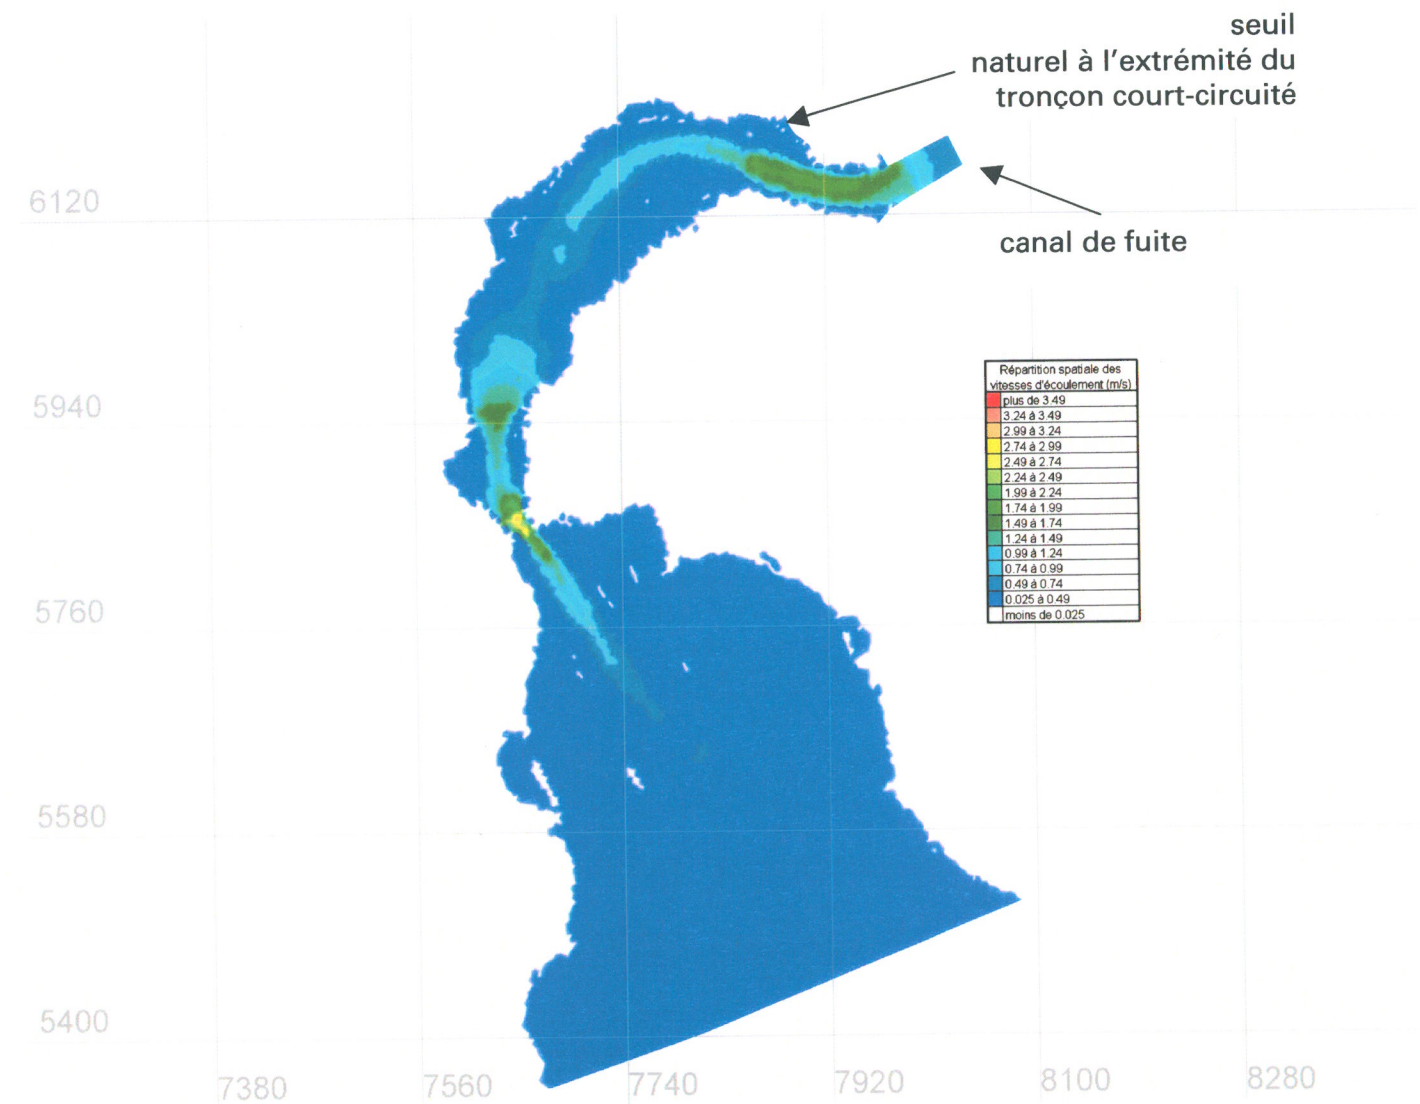 seuil
naturel à l'extrémité du
tronçon court-circuité
6120
canal de fuite
Répartition spatiale des
vitesses d'écoulement (m/s)
plus de 3.49
3.24 à 3.49
2.99 à 3.24
2.74 à 2.99
2.49 à 2.74
2.24 à 2.49
1.99 à 2.24
1.74 à 1.99
1.49 à 1.74
1.24 à 1.49
0.99 à 1.24
0.74 à 0.99
0.49 à 0.74
0.025 à 0.49
moins de 0.025
5940
5760
5580
5400
7380
7560
7740
7920
8100
8280